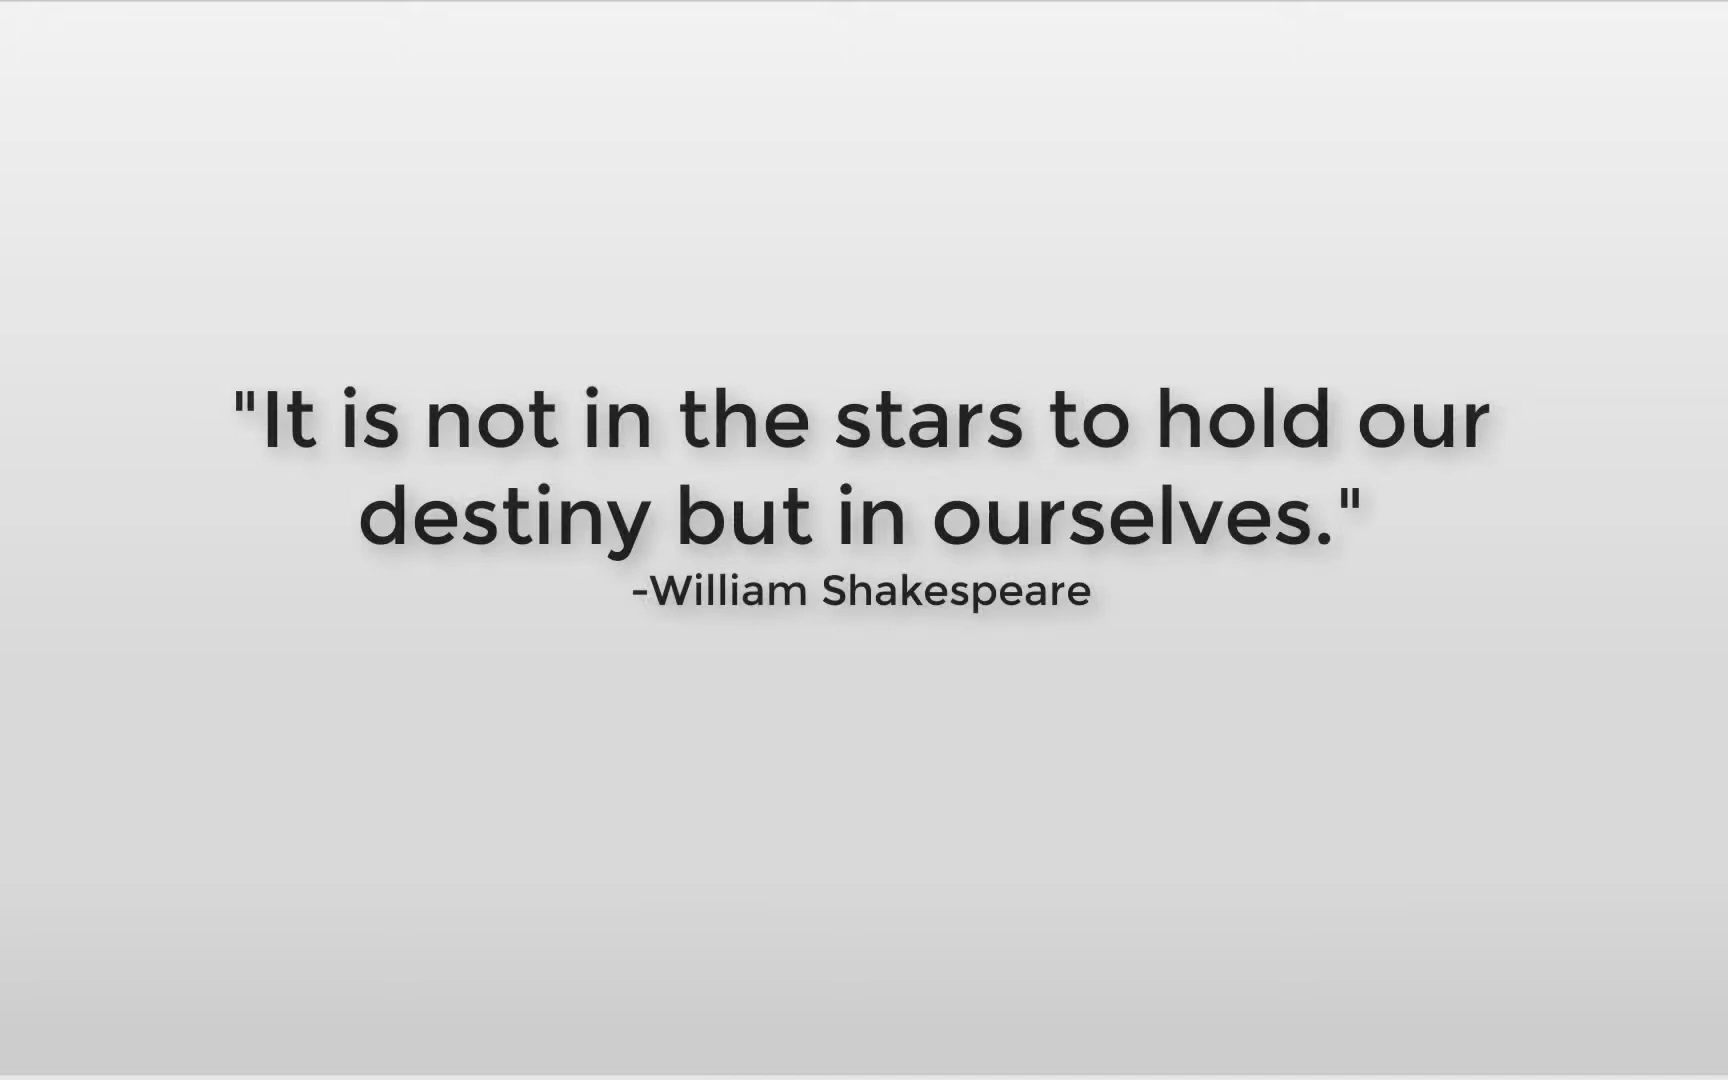 "It is not in the stars to hold our
destiny but in ourselves."
-William Shakespeare